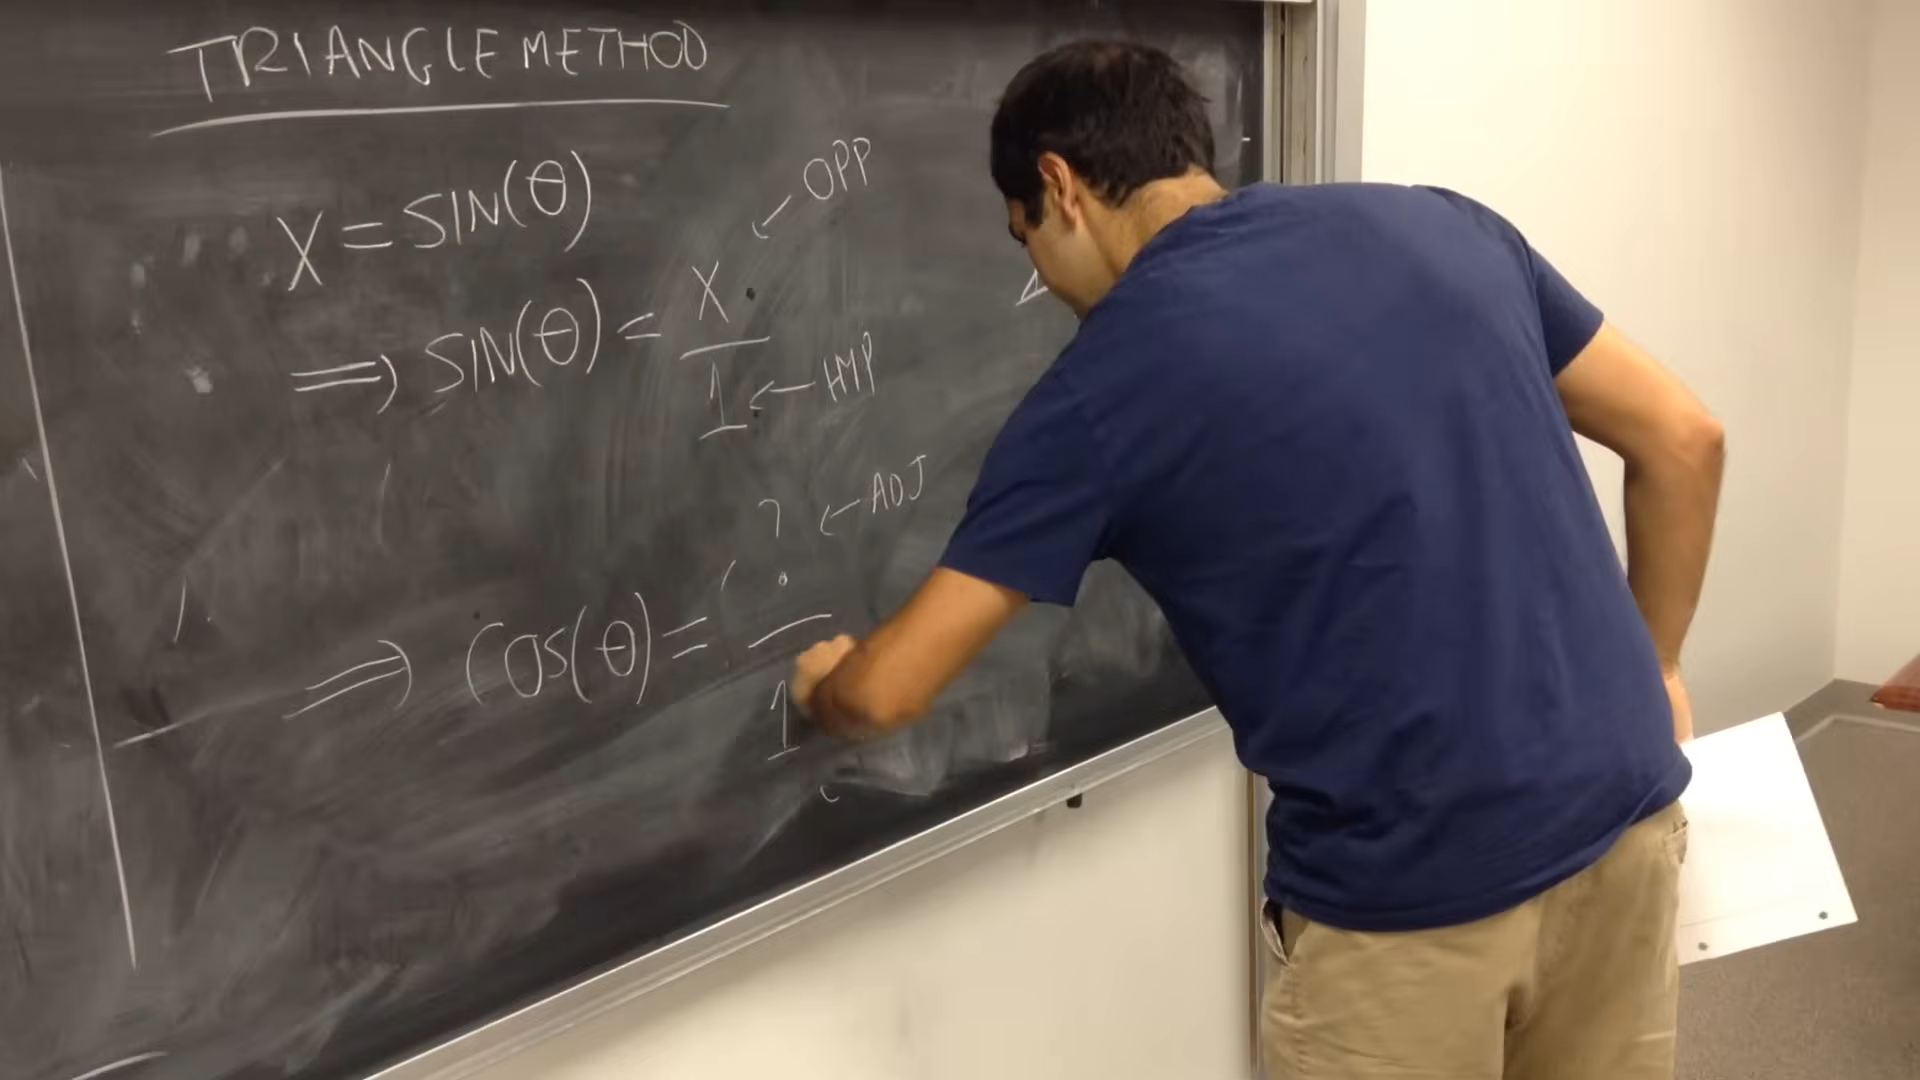 TRIANGLE METHOD
X = SIN(θ)
OPP
⟹ SIN(θ) = X
1 ← HYP
? ← ADJ
⟹ COS(θ) =
1